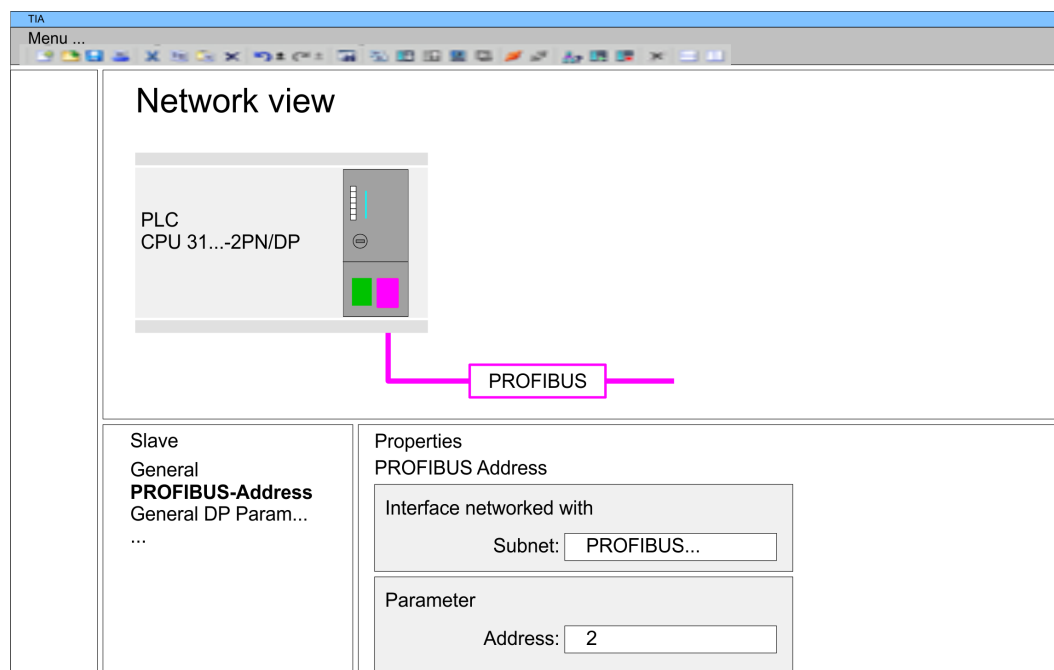 TIA
Menu ...
Network view
PLC
CPU 31...-2PN/DP
PROFIBUS
Slave
General
PROFIBUS-Address
General DP Param...
...
Properties
PROFIBUS Address
Interface networked with
Subnet: PROFIBUS...
Parameter
Address: 2